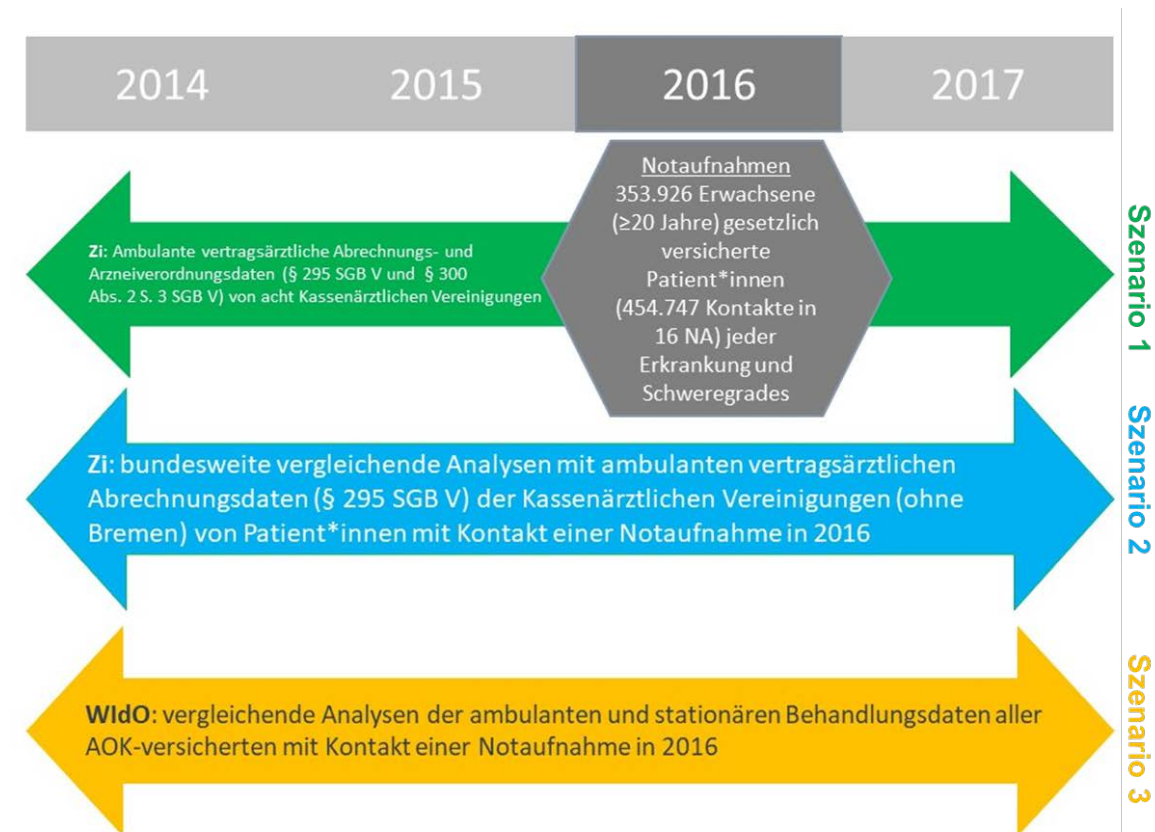 2014 2015 2016 2017
Notaufnahmen
353.926 Erwachsene
(≥20 Jahre) gesetzlich
versicherte
Patient*innen
(454.747 Kontakte in
16 NA) jeder
Erkrankung und
Schweregrades
Zi: Ambulante vertragsärztliche Abrechnungs- und
Arzneiverordnungsdaten (§ 295 SGB V und § 300
Abs. 2 S. 3 SGB V) von acht Kassenärztlichen Vereinigungen
Szenario 1
Zi: bundesweite vergleichende Analysen mit ambulanten vertragsärztlichen
Abrechnungsdaten (§ 295 SGB V) der Kassenärztlichen Vereinigungen (ohne
Bremen) von Patient*innen mit Kontakt einer Notaufnahme in 2016
Szenario 2
WIdO: vergleichende Analysen der ambulanten und stationären Behandlungsdaten aller
AOK-versicherten mit Kontakt einer Notaufnahme in 2016
Szenario 3